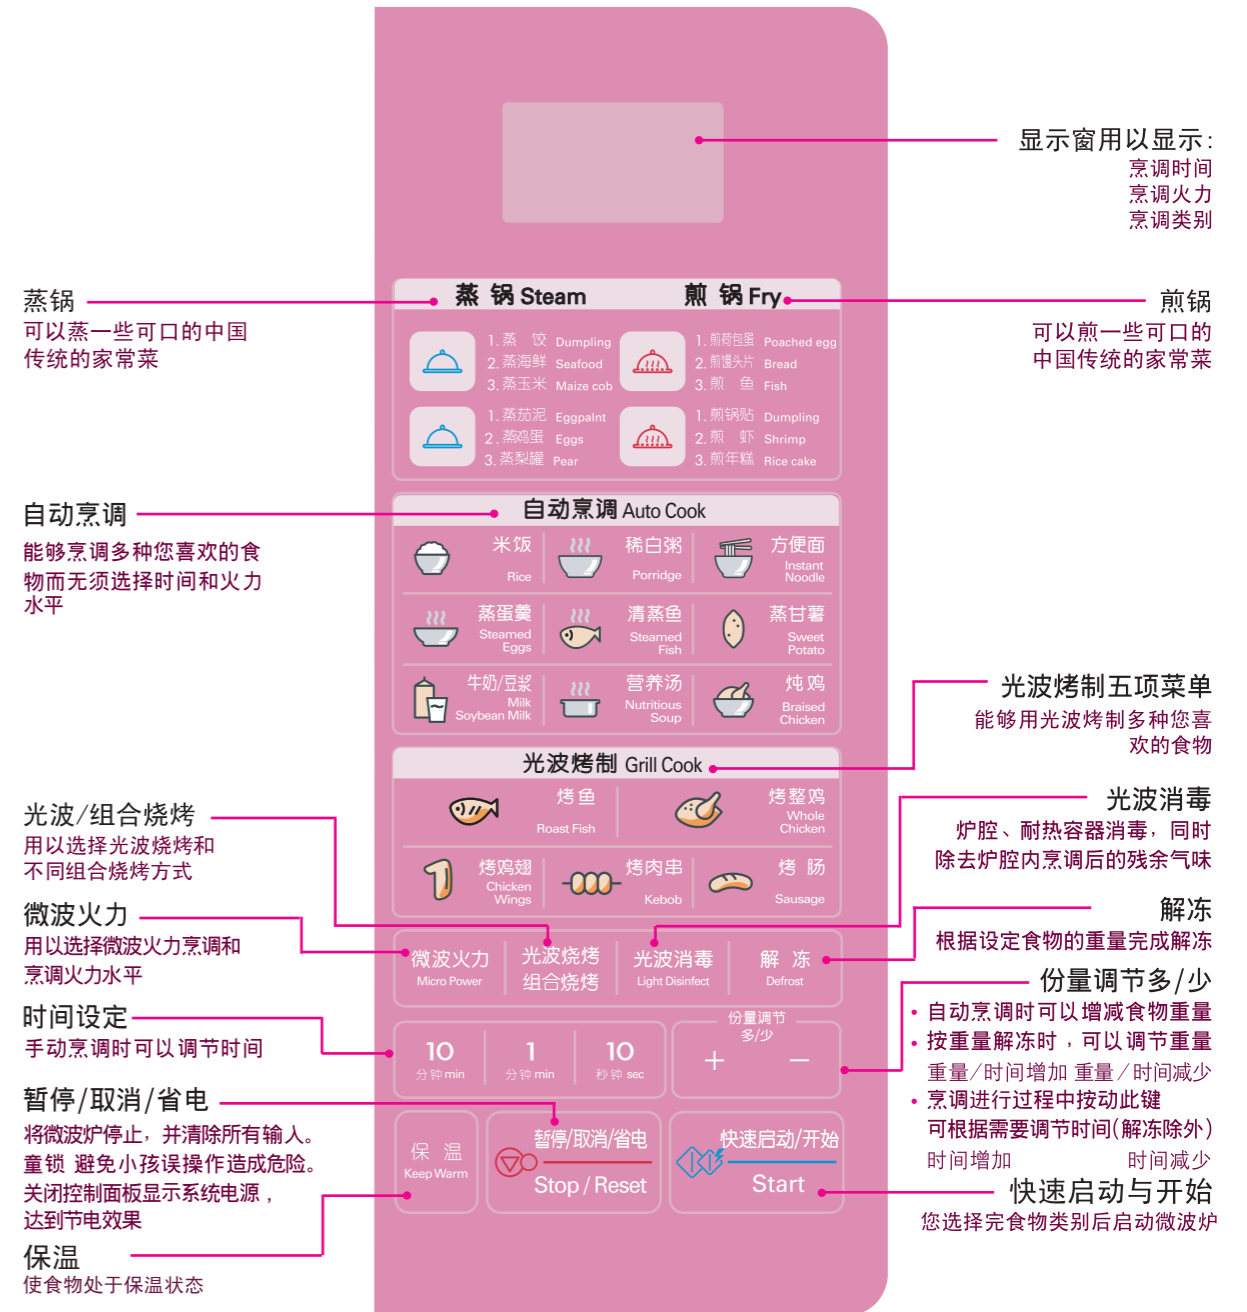 显示窗用以显示:
烹调时间
烹调火力
烹调类别
蒸锅
可以蒸一些可口的中国
传统的家常菜
蒸 锅 Steam
煎 锅 Fry
煎锅
可以煎一些可口的
中国传统的家常菜
1. 蒸 饺 Dumpling
2. 蒸海鲜 Seafood
3. 蒸玉米 Maize cob
1. 煎荷包蛋 Poached egg
2. 煎馒头片 Bread
3. 煎 鱼 Fish
1. 蒸茄泥 Eggpalnt
2. 蒸鸡蛋 Eggs
3. 蒸梨罐 Pear
1. 煎锅贴 Dumpling
2. 煎 虾 Shrimp
3. 煎年糕 Rice cake
自动烹调
能够烹调多种您喜欢的食
物而无须选择时间和火力
水平
自动烹调 Auto Cook
米饭
Rice
稀白粥
Porridge
方便面
Instant
Noodle
蒸蛋羹
Steamed
Eggs
清蒸鱼
Steamed
Fish
蒸甘薯
Sweet
Potato
牛奶/豆浆
Milk
Soybean Milk
营养汤
Nutritious
Soup
炖鸡
Braised
Chicken
光波烤制五项菜单
能够用光波烤制多种您喜
欢的食物
光波烤制 Grill Cook
烤鱼
Roast Fish
烤整鸡
Whole
Chicken
烤鸡翅
Chicken
Wings
烤肉串
Kebob
烤 肠
Sausage
光波/组合烧烤
用以选择光波烧烤和
不同组合烧烤方式
微波火力
用以选择微波火力烹调和
烹调火力水平
时间设定
手动烹调时可以调节时间
光波消毒
炉腔、耐热容器消毒,同时
除去炉腔内烹调后的残余气味
解冻
根据设定食物的重量完成解冻
微波火力
Micro Power
光波烧烤
组合烧烤
光波消毒
Light Disinfect
解 冻
Defrost
份量调节多/少
• 自动烹调时可以增减食物重量
• 按重量解冻时,可以调节重量
重量/时间增加 重量/时间减少
• 烹调进行过程中按动此键
可根据需要调节时间(解冻除外)
时间增加 时间减少
10
分钟 min
1
分钟 min
10
秒钟 sec
份量调节
多/少
+ −
暂停/取消/省电
将微波炉停止,并清除所有输入。
童锁 避免小孩误操作造成危险。
关闭控制面板显示系统电源,
达到节电效果
保温
使食物处于保温状态
保 温
Keep Warm
暂停/取消/省电
Stop / Reset
快速启动/开始
Start
快速启动与开始
您选择完食物类别后启动微波炉